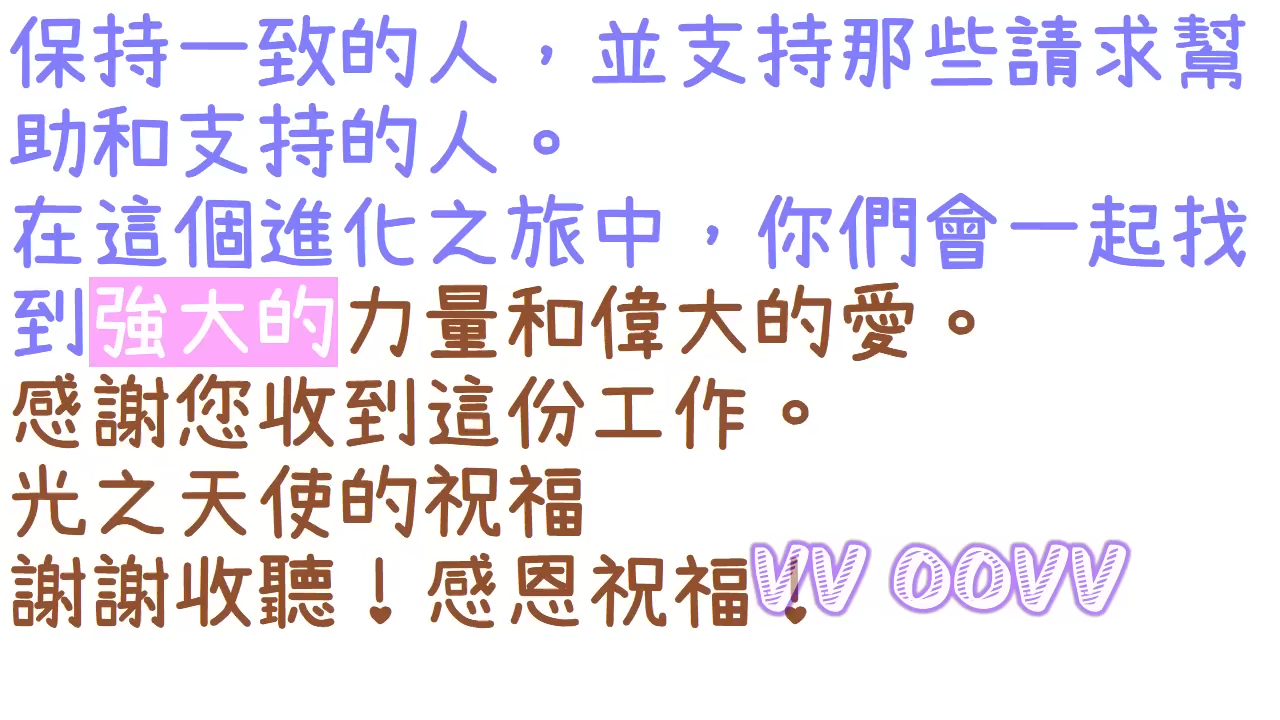 保持一致的人，並支持那些請求幫
助和支持的人。
在這個進化之旅中，你們會一起找
到強大的力量和偉大的愛。
感謝您收到這份工作。
光之天使的祝福
謝謝收聽！感恩祝福！VV OOVV